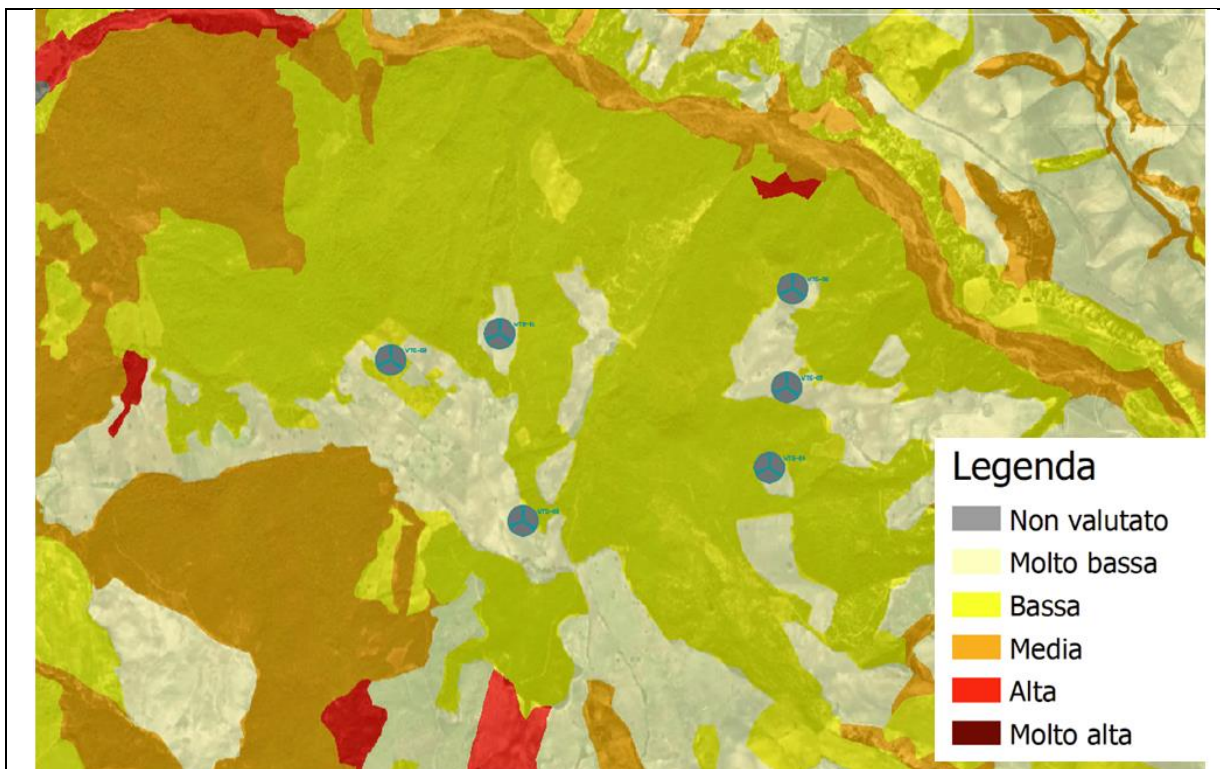 Legenda
Non valutato
Molto bassa
Bassa
Media
Alta
Molto alta